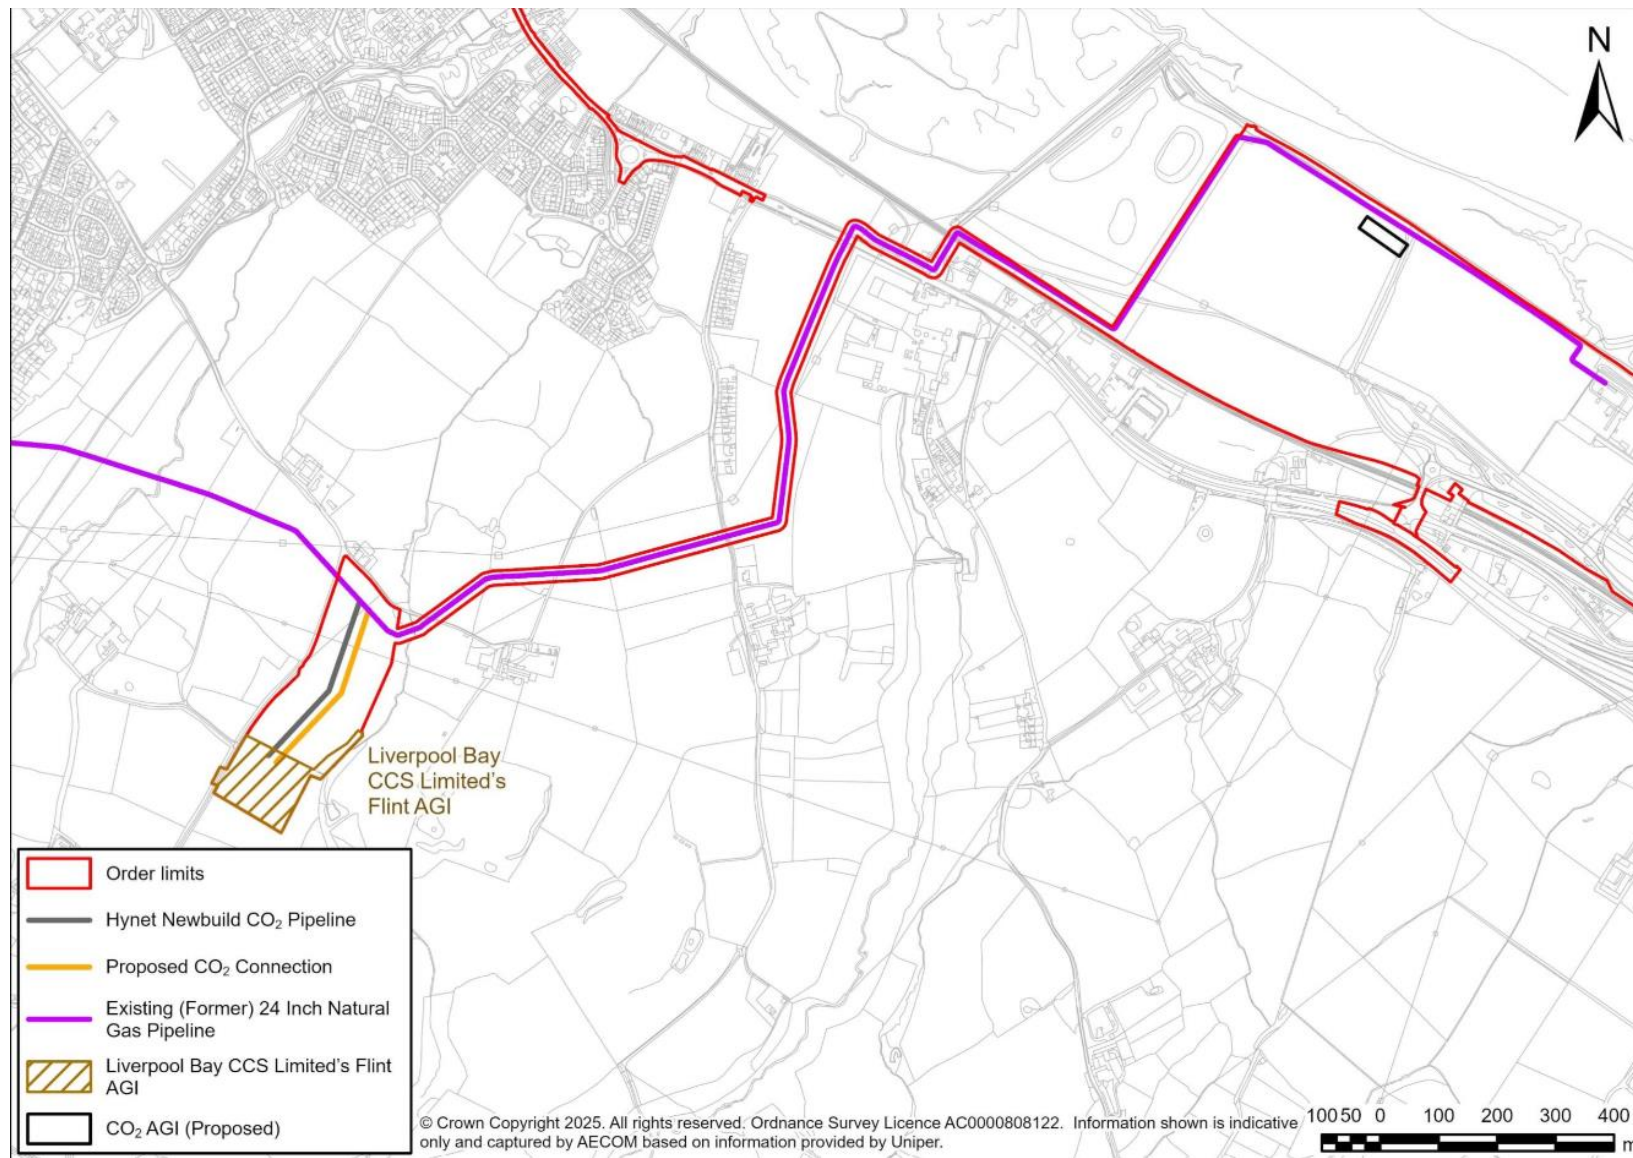 N
Liverpool Bay
CCS Limited's
Flint AGI
Order limits
Hynet Newbuild CO₂ Pipeline
Proposed CO₂ Connection
Existing (Former) 24 Inch Natural
Gas Pipeline
Liverpool Bay CCS Limited's Flint
AGI
CO₂ AGI (Proposed)
© Crown Copyright 2025. All rights reserved. Ordnance Survey Licence AC0000808122. Information shown is indicative
only and captured by AECOM based on information provided by Uniper.
100 50 0 100 200 300 400
m